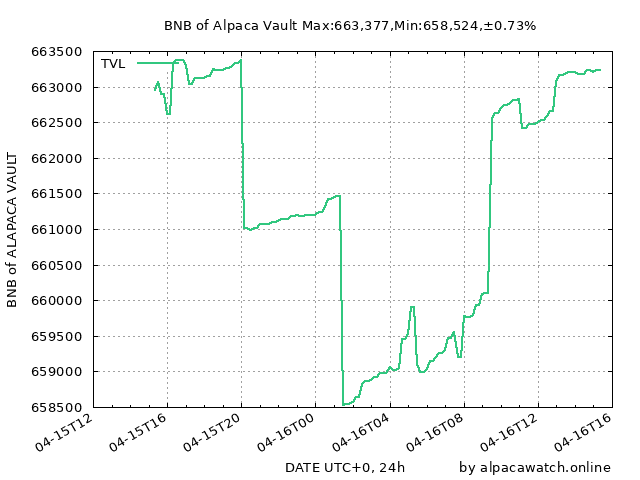 BNB of Alpaca Vault Max:663,377,Min:658,524,±0.73%
TVL
BNB of ALAPACA VAULT
663500
663000
662500
662000
661500
661000
660500
660000
659500
659000
658500
04-15T12
04-15T16
04-15T20
04-16T00
04-16T04
04-16T08
04-16T12
04-16T16
DATE UTC+0, 24h
by alpacawatch.online